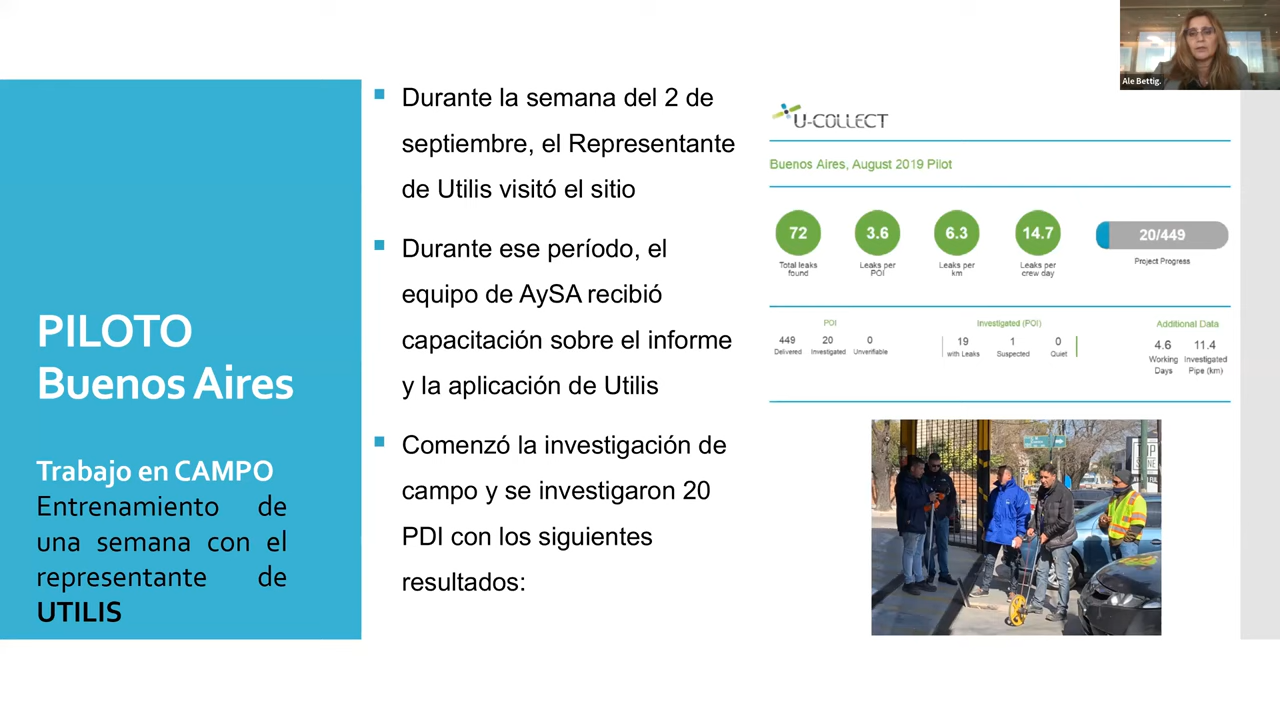 Ale Bettig.
PILOTO
Buenos Aires
Trabajo en CAMPO
Entrenamiento de
una semana con el
representante de
UTILIS
Durante la semana del 2 de
septiembre, el Representante
de Utilis visitó el sitio
Durante ese período, el
equipo de AySA recibió
capacitación sobre el informe
y la aplicación de Utilis
Comenzó la investigación de
campo y se investigaron 20
PDI con los siguientes
resultados:
U-COLLECT
Buenos Aires, August 2019 Pilot
72
Total leaks
found
3.6
Leaks per
POI
6.3
Leaks per
km
14.7
Leaks per
crew day
20/449
Project Progress
POI
449
Delivered
20
Investigated
0
Unverifiable
Investigated (POI)
19
with Leaks
1
Suspected
0
Quiet
Additional Data
4.6
Working
Days
11.4
Investigated
Pipe (km)